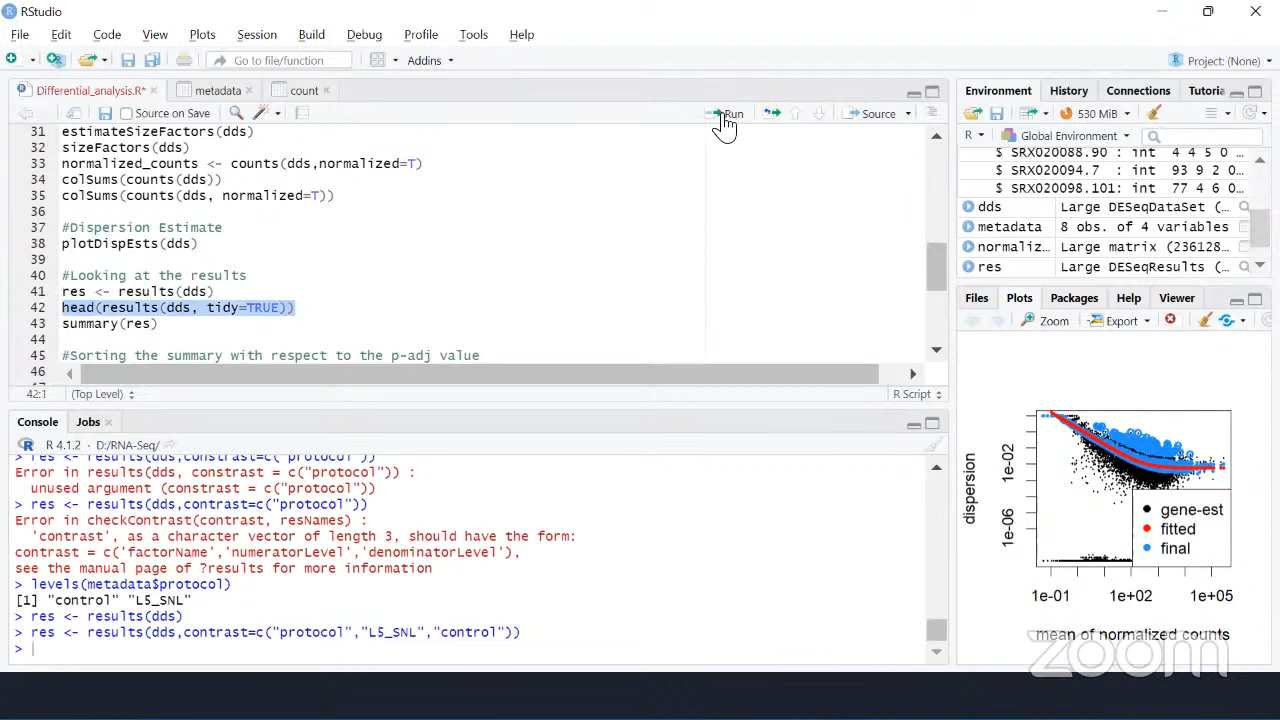 RStudio
File Edit Code View Plots Session Build Debug Profile Tools Help
Go to file/function Addins Project: (None)
Differential_analysis.R* metadata count
Source on Save Run Source
31 estimateSizeFactors(dds)
32 sizeFactors(dds)
33 normalized_counts <- counts(dds,normalized=T)
34 colSums(counts(dds))
35 colSums(counts(dds, normalized=T))
36
37 #Dispersion Estimate
38 plotDispEsts(dds)
39
40 #Looking at the results
41 res <- results(dds)
42 head(results(dds, tidy=TRUE))
43 summary(res)
44
45 #Sorting the summary with respect to the p-adj value
46
42:1 (Top Level) R Script
Console Jobs
R 4.1.2 · D:/RNA-Seq/
> res <- results(dds,constrast=c("protocol"))
Error in results(dds, constrast = c("protocol")) :
unused argument (constrast = c("protocol"))
> res <- results(dds,contrast=c("protocol"))
Error in checkContrast(contrast, resNames) :
'contrast', as a character vector of length 3, should have the form:
contrast = c('factorName','numeratorLevel','denominatorLevel'),
see the manual page of ?results for more information
> levels(metadata$protocol)
[1] "control" "L5_SNL"
> res <- results(dds)
> res <- results(dds,contrast=c("protocol","L5_SNL","control"))
>
Environment History Connections Tutoria
530 MiB
R Global Environment
$ SRX020088.90 : int 4 4 5 0 ...
$ SRX020094.7 : int 93 9 2 0 ...
$ SRX020098.101: int 77 4 6 0 ...
dds Large DESeqDataSet (...
metadata 8 obs. of 4 variables
normaliz... Large matrix (236128...
res Large DESeqResults (...
Files Plots Packages Help Viewer
Zoom Export
dispersion
1e-02
1e-06
gene-est
fitted
final
1e-01 1e+02 1e+05
mean of normalized counts
zoom